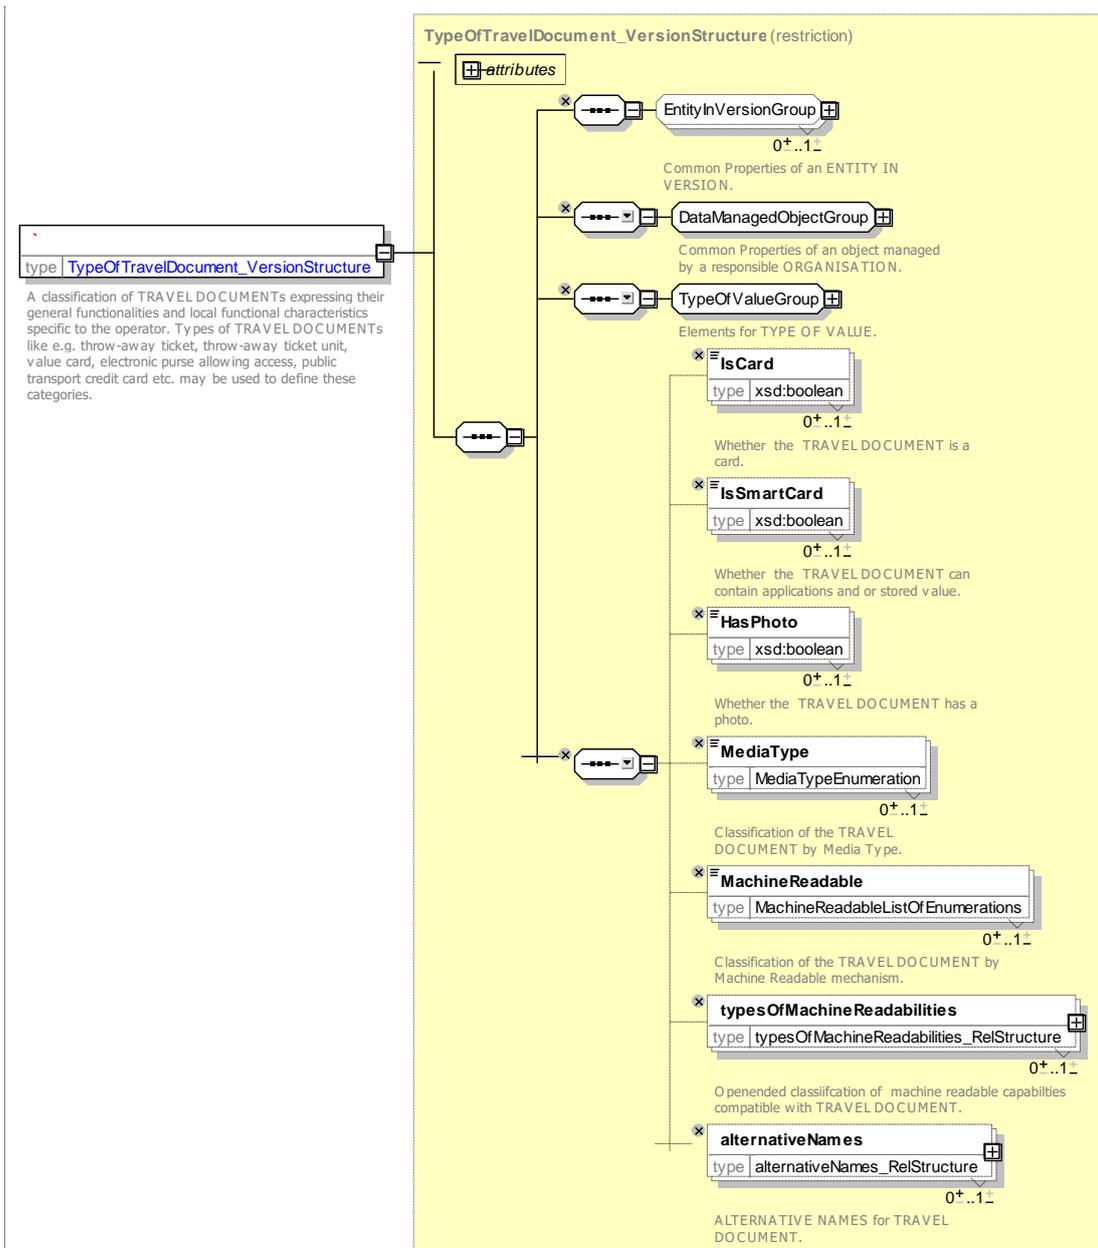 TypeOfTravelDocument_VersionStructure (restriction)
attributes
EntityInVersionGroup
0..1
Common Properties of an ENTITY IN
VERSION.
DataManagedObjectGroup
Common Properties of an object managed
by a responsible ORGANISATION.
type TypeOfTravelDocument_VersionStructure
A classification of TRAVEL DOCUMENTs expressing their
general functionalities and local functional characteristics
specific to the operator. Types of TRAVEL DOCUMENTs
like e.g. throw-away ticket, throw-away ticket unit,
value card, electronic purse allowing access, public
transport credit card etc. may be used to define these
categories.
TypeOfValueGroup
Elements for TYPE OF VALUE.
IsCard
type xsd:boolean
0..1
Whether the TRAVEL DOCUMENT is a
card.
IsSmartCard
type xsd:boolean
0..1
Whether the TRAVEL DOCUMENT can
contain applications and or stored value.
HasPhoto
type xsd:boolean
0..1
Whether the TRAVEL DOCUMENT has a
photo.
MediaType
type MediaTypeEnumeration
0..1
Classification of the TRAVEL
DOCUMENT by Media Type.
MachineReadable
type MachineReadableListOfEnumerations
0..1
Classification of the TRAVEL DOCUMENT by
Machine Readable mechanism.
typesOfMachineReadabilities
type typesOfMachineReadabilities_RelStructure
0..1
Openended classiifcation of machine readable capabilties
compatible with TRAVEL DOCUMENT.
alternativeNames
type alternativeNames_RelStructure
0..1
ALTERNATIVE NAMES for TRAVEL
DOCUMENT.